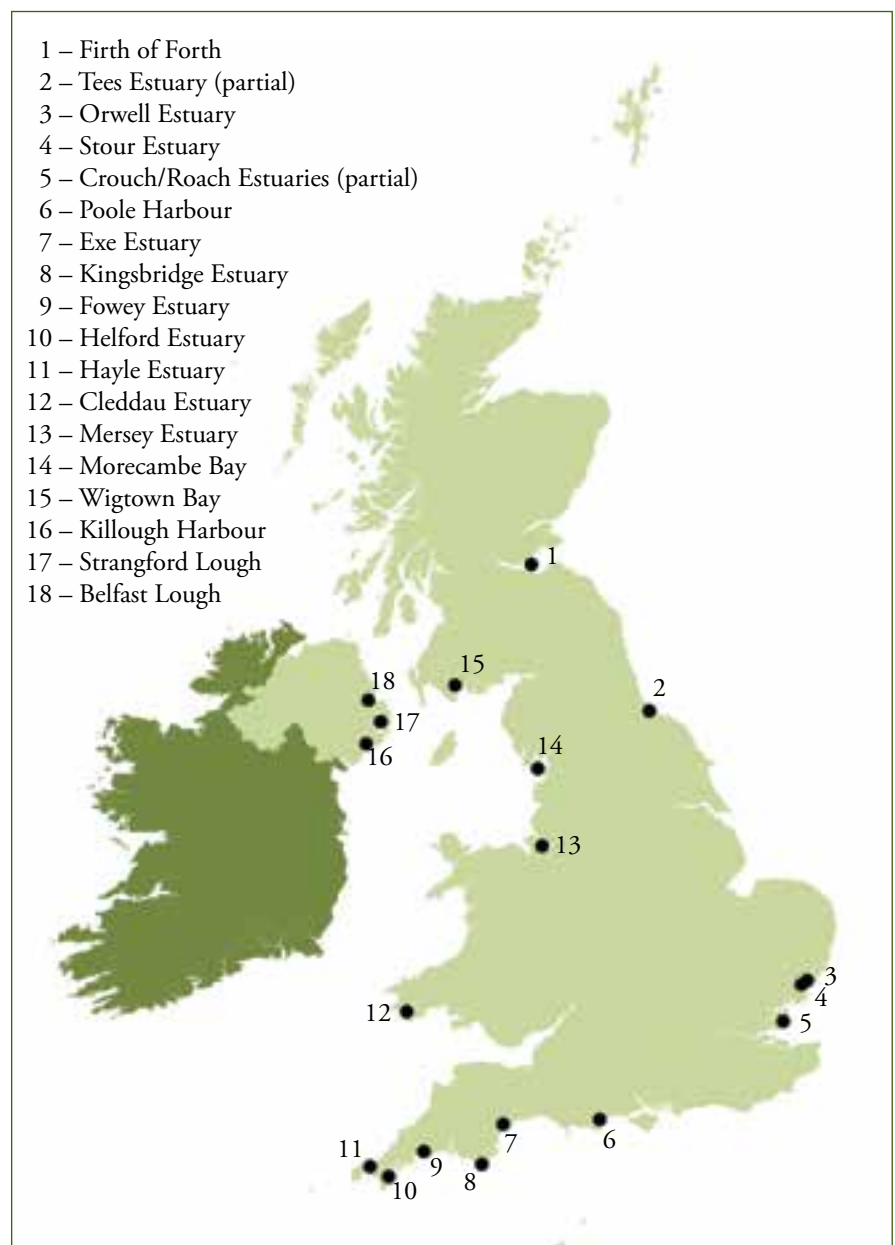 1 – Firth of Forth
2 – Tees Estuary (partial)
3 – Orwell Estuary
4 – Stour Estuary
5 – Crouch/Roach Estuaries (partial)
6 – Poole Harbour
7 – Exe Estuary
8 – Kingsbridge Estuary
9 – Fowey Estuary
10 – Helford Estuary
11 – Hayle Estuary
12 – Cleddau Estuary
13 – Mersey Estuary
14 – Morecambe Bay
15 – Wigtown Bay
16 – Killough Harbour
17 – Strangford Lough
18 – Belfast Lough
1
15
18
2
17
14
16
13
3
4
12
5
7
6
11
9
8
10